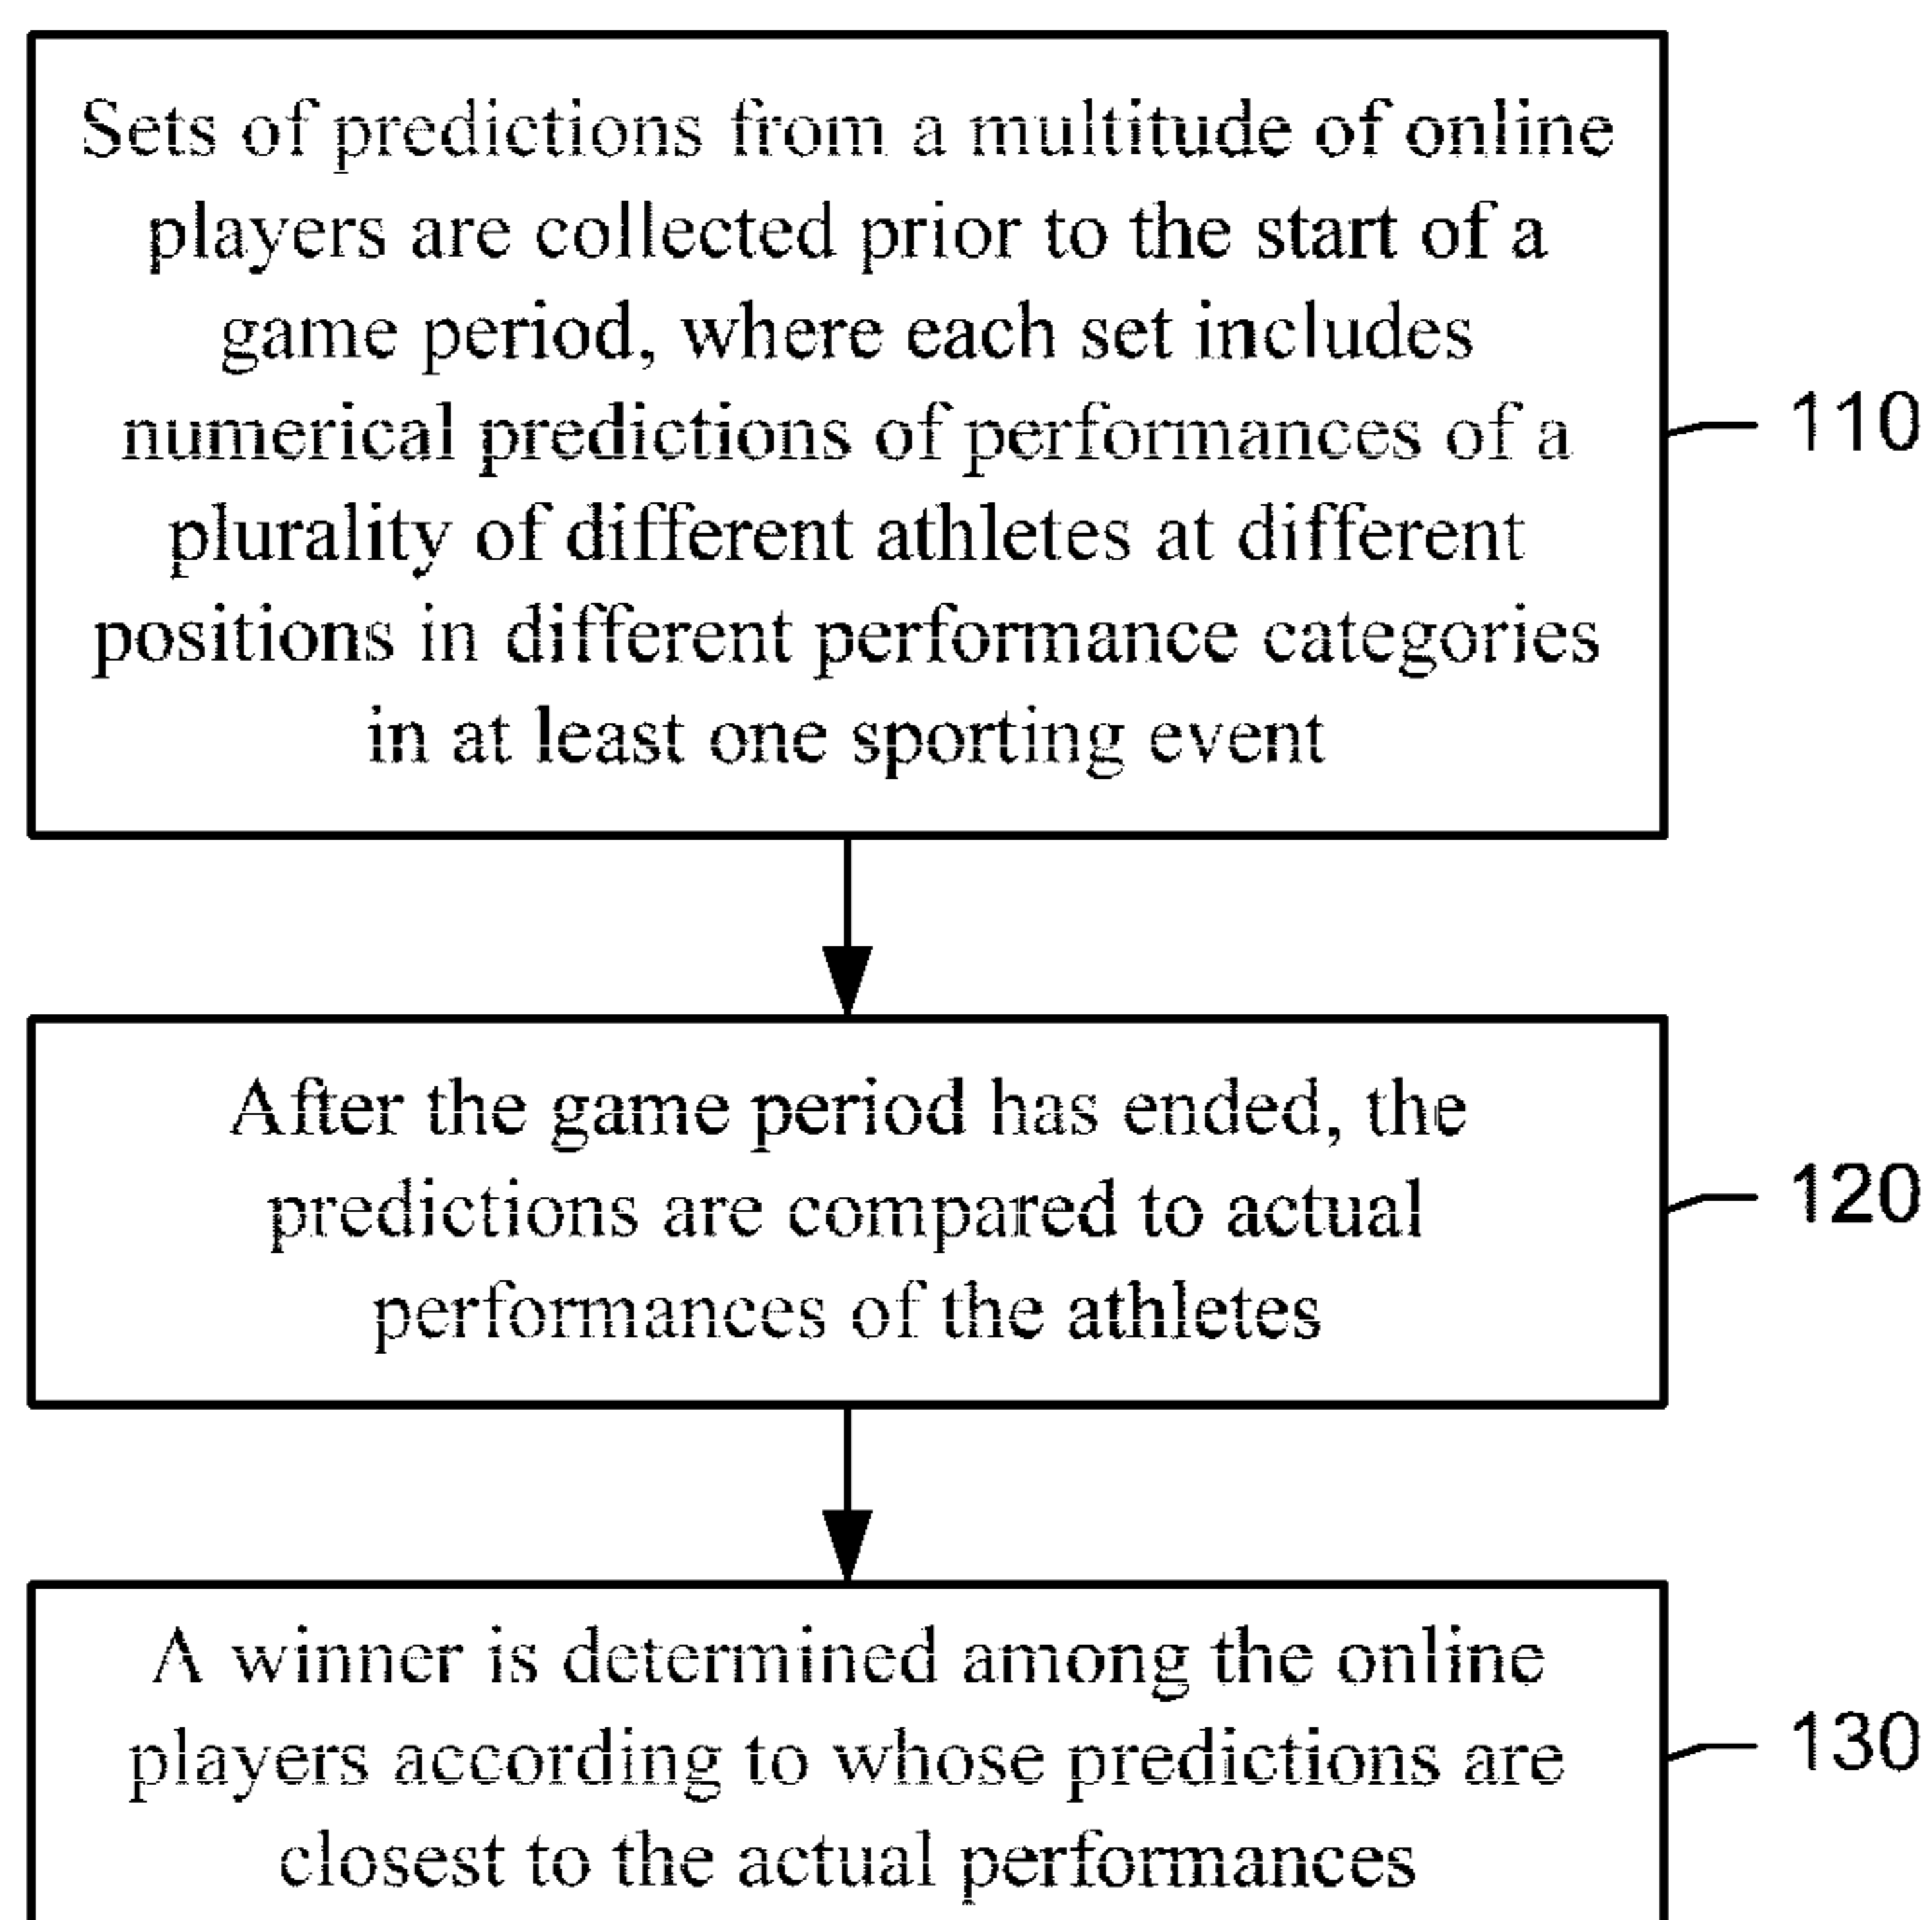 Sets of predictions from a multitude of online
players are collected prior to the start of a
game period, where each set includes
numerical predictions of performances of a
plurality of different athletes at different
positions in different performance categories
in at least one sporting event
110
After the game period has ended, the
predictions are compared to actual
performances of the athletes
120
A winner is determined among the online
players according to whose predictions are
closest to the actual performances
130